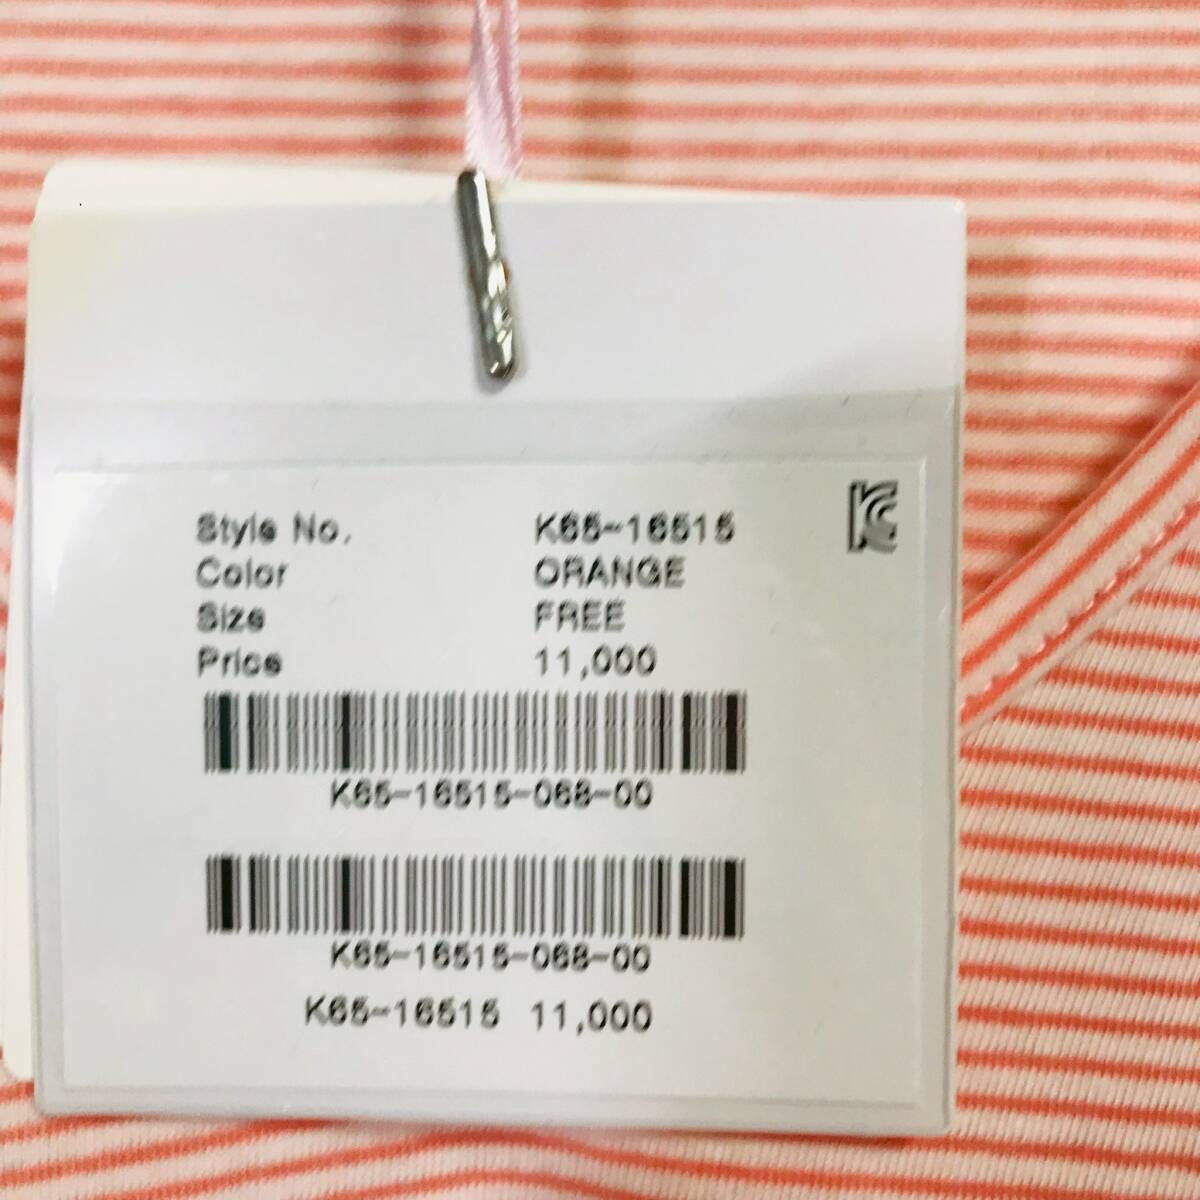 Style No. K65-16515
Color ORANGE
Size FREE
Price 11,000
K65-16515-068-00
K65-16515-068-00
K65-16515 11,000